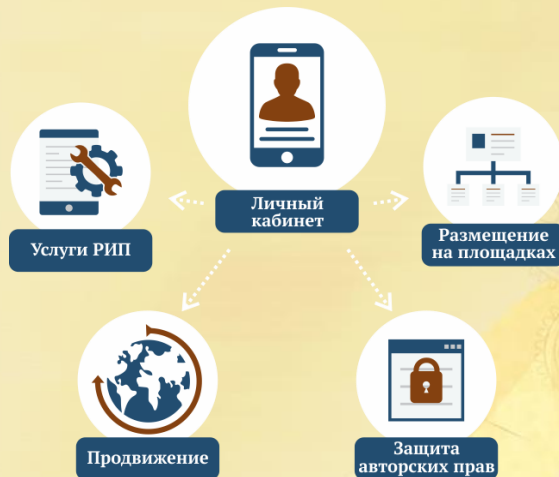 Личный
кабинет
Услуги РИП
Размещение
на площадках
Продвижение
Защита
авторских прав